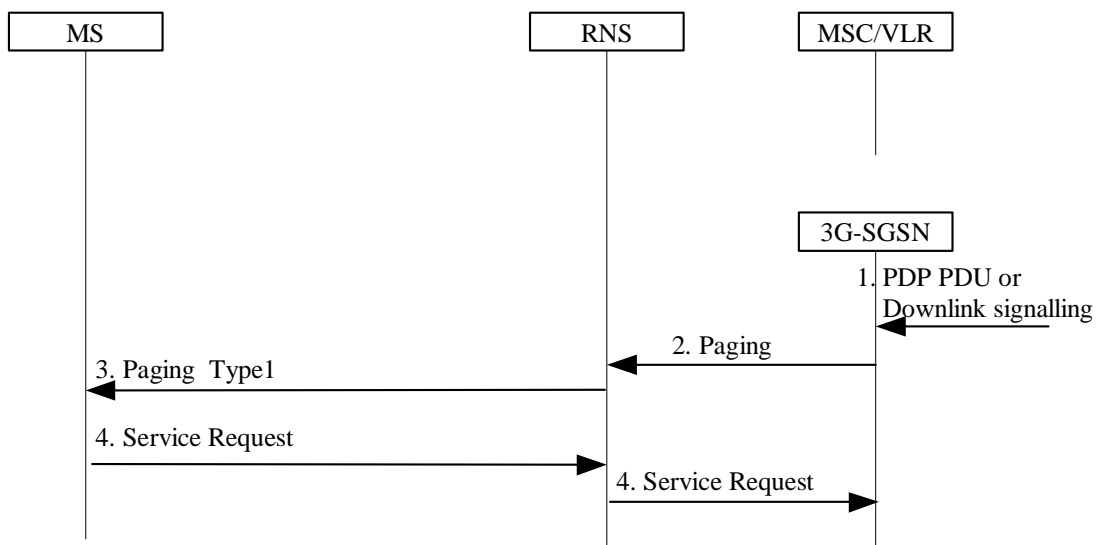 MS
RNS
MSC/VLR
3G-SGSN
1. PDP PDU or
Downlink signalling
2. Paging
3. Paging Type1
4. Service Request
4. Service Request